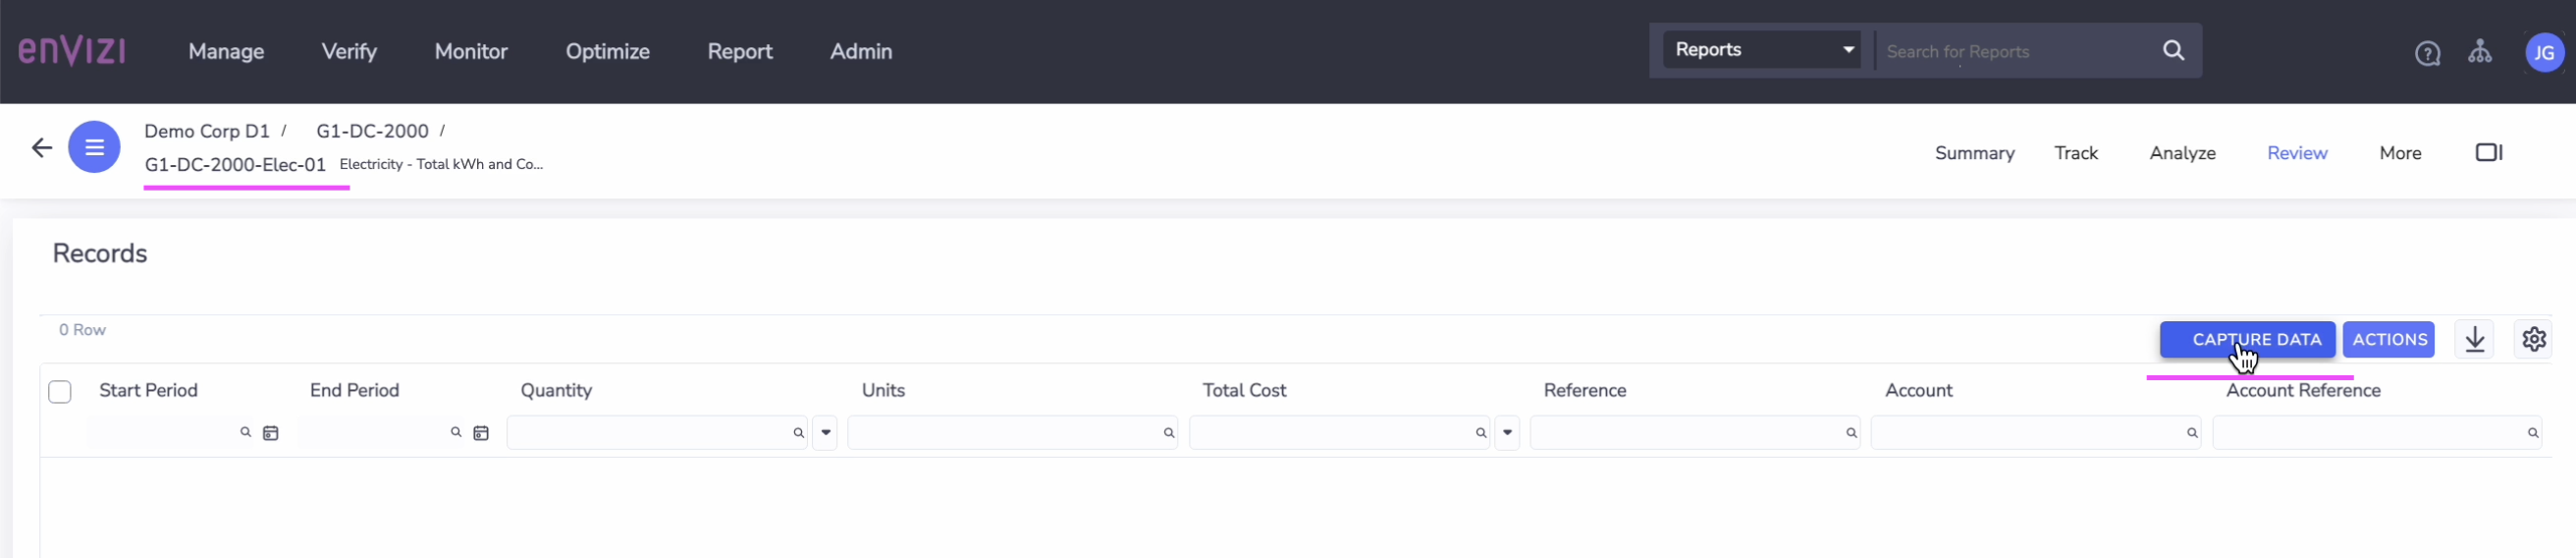 enVIZI Manage Verify Monitor Optimize Report Admin Reports Search for Reports JG
Demo Corp D1 / G1-DC-2000 /
G1-DC-2000-Elec-01 Electricity - Total kWh and Co...
Summary Track Analyze Review More
Records
0 Row
CAPTURE DATA ACTIONS
Start Period End Period Quantity Units Total Cost Reference Account Account Reference